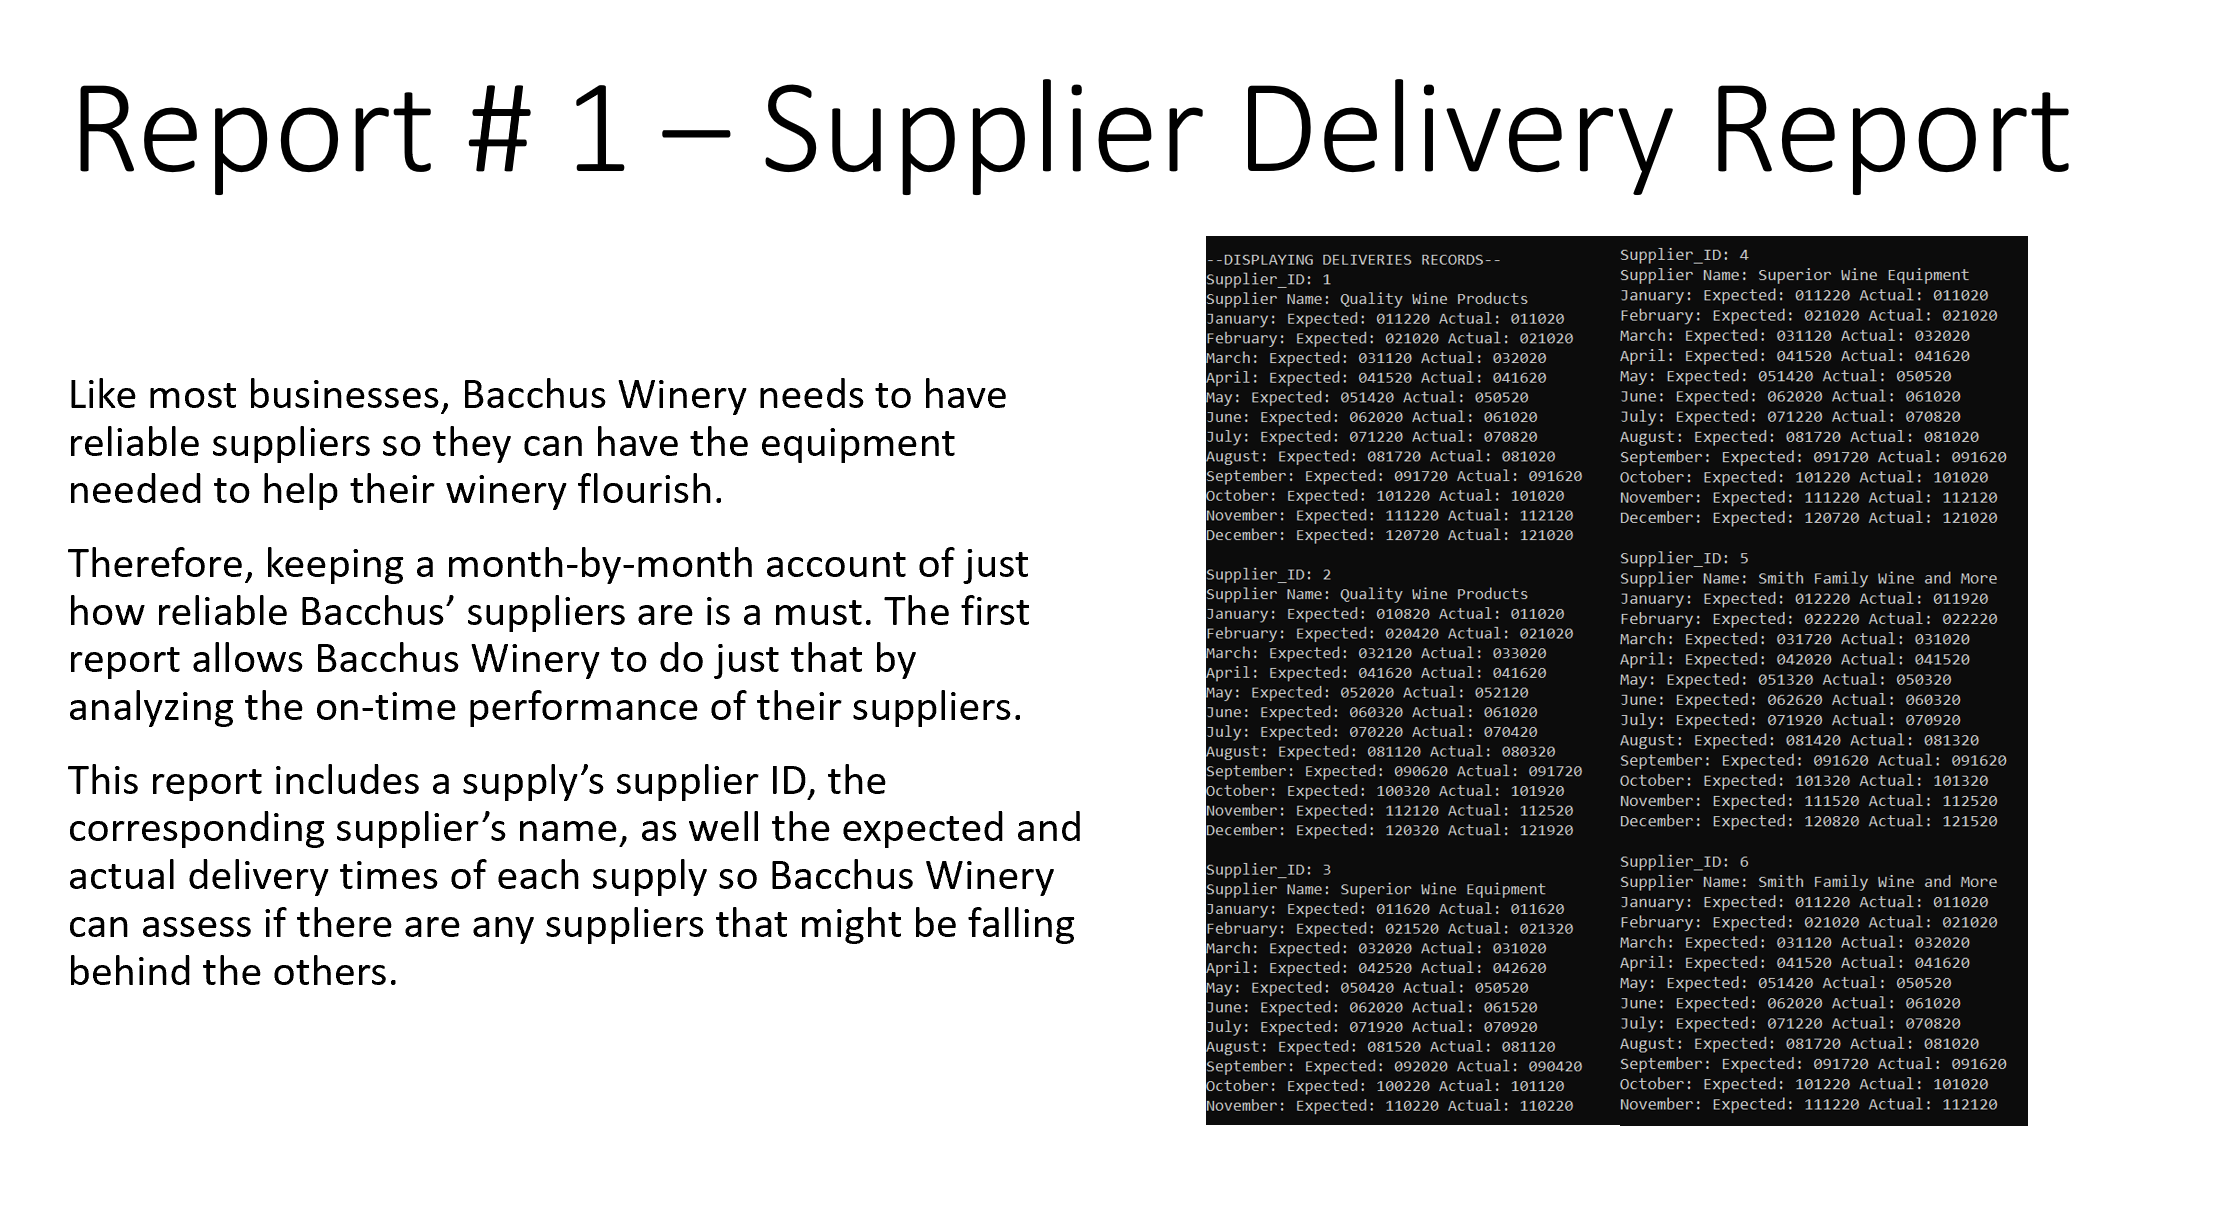 Report # 1 – Supplier Delivery Report
Like most businesses, Bacchus Winery needs to have
reliable suppliers so they can have the equipment
needed to help their winery flourish.
Therefore, keeping a month-by-month account of just
how reliable Bacchus’ suppliers are is a must. The first
report allows Bacchus Winery to do just that by
analyzing the on-time performance of their suppliers.
This report includes a supply’s supplier ID, the
corresponding supplier’s name, as well the expected and
actual delivery times of each supply so Bacchus Winery
can assess if there are any suppliers that might be falling
behind the others.
--DISPLAYING DELIVERIES RECORDS--
Supplier_ID: 1
Supplier Name: Quality Wine Products
January: Expected: 011220 Actual: 011020
February: Expected: 021020 Actual: 021020
March: Expected: 031120 Actual: 032020
April: Expected: 041520 Actual: 041620
May: Expected: 051420 Actual: 050520
June: Expected: 062020 Actual: 061020
July: Expected: 071220 Actual: 070820
August: Expected: 081720 Actual: 081020
September: Expected: 091720 Actual: 091620
October: Expected: 101220 Actual: 101020
November: Expected: 111220 Actual: 112120
December: Expected: 120720 Actual: 121020
Supplier_ID: 2
Supplier Name: Quality Wine Products
January: Expected: 010820 Actual: 011020
February: Expected: 020420 Actual: 021020
March: Expected: 032120 Actual: 033020
April: Expected: 041620 Actual: 041620
May: Expected: 052020 Actual: 052120
June: Expected: 060320 Actual: 061020
July: Expected: 070220 Actual: 070420
August: Expected: 081120 Actual: 080320
September: Expected: 090620 Actual: 091720
October: Expected: 100320 Actual: 101920
November: Expected: 112120 Actual: 112520
December: Expected: 120320 Actual: 121920
Supplier_ID: 3
Supplier Name: Superior Wine Equipment
January: Expected: 011620 Actual: 011620
February: Expected: 021520 Actual: 021320
March: Expected: 032020 Actual: 031020
April: Expected: 042520 Actual: 042620
May: Expected: 050420 Actual: 050520
June: Expected: 062020 Actual: 061520
July: Expected: 071920 Actual: 070920
August: Expected: 081520 Actual: 081120
September: Expected: 092020 Actual: 090420
October: Expected: 100220 Actual: 101120
November: Expected: 110220 Actual: 110220
Supplier_ID: 4
Supplier Name: Superior Wine Equipment
January: Expected: 011220 Actual: 011020
February: Expected: 021020 Actual: 021020
March: Expected: 031120 Actual: 032020
April: Expected: 041520 Actual: 041620
May: Expected: 051420 Actual: 050520
June: Expected: 062020 Actual: 061020
July: Expected: 071220 Actual: 070820
August: Expected: 081720 Actual: 081020
September: Expected: 091720 Actual: 091620
October: Expected: 101220 Actual: 101020
November: Expected: 111220 Actual: 112120
December: Expected: 120720 Actual: 121020
Supplier_ID: 5
Supplier Name: Smith Family Wine and More
January: Expected: 012220 Actual: 011920
February: Expected: 022220 Actual: 022220
March: Expected: 031720 Actual: 031020
April: Expected: 042020 Actual: 041520
May: Expected: 051320 Actual: 050320
June: Expected: 062620 Actual: 060320
July: Expected: 071920 Actual: 070920
August: Expected: 081420 Actual: 081320
September: Expected: 091620 Actual: 091620
October: Expected: 101320 Actual: 101320
November: Expected: 111520 Actual: 112520
December: Expected: 120820 Actual: 121520
Supplier_ID: 6
Supplier Name: Smith Family Wine and More
January: Expected: 011220 Actual: 011020
February: Expected: 021020 Actual: 021020
March: Expected: 031120 Actual: 032020
April: Expected: 041520 Actual: 041620
May: Expected: 051420 Actual: 050520
June: Expected: 062020 Actual: 061020
July: Expected: 071220 Actual: 070820
August: Expected: 081720 Actual: 081020
September: Expected: 091720 Actual: 091620
October: Expected: 101220 Actual: 101020
November: Expected: 111220 Actual: 112120